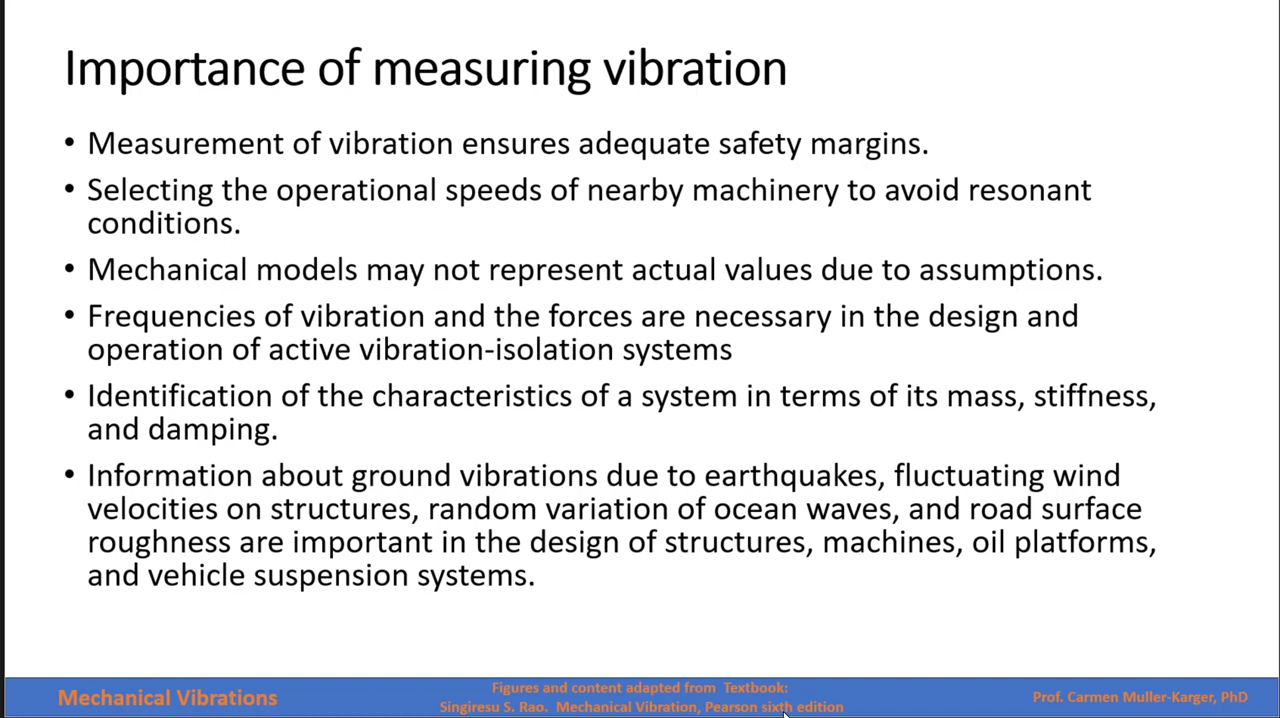 Importance of measuring vibration
• Measurement of vibration ensures adequate safety margins.
• Selecting the operational speeds of nearby machinery to avoid resonant
conditions.
• Mechanical models may not represent actual values due to assumptions.
• Frequencies of vibration and the forces are necessary in the design and
operation of active vibration-isolation systems
• Identification of the characteristics of a system in terms of its mass, stiffness,
and damping.
• Information about ground vibrations due to earthquakes, fluctuating wind
velocities on structures, random variation of ocean waves, and road surface
roughness are important in the design of structures, machines, oil platforms,
and vehicle suspension systems.
Mechanical Vibrations
Figures and content adapted from Textbook:
Singiresu S. Rao. Mechanical Vibration, Pearson sixth edition
Prof. Carmen Muller-Karger, PhD